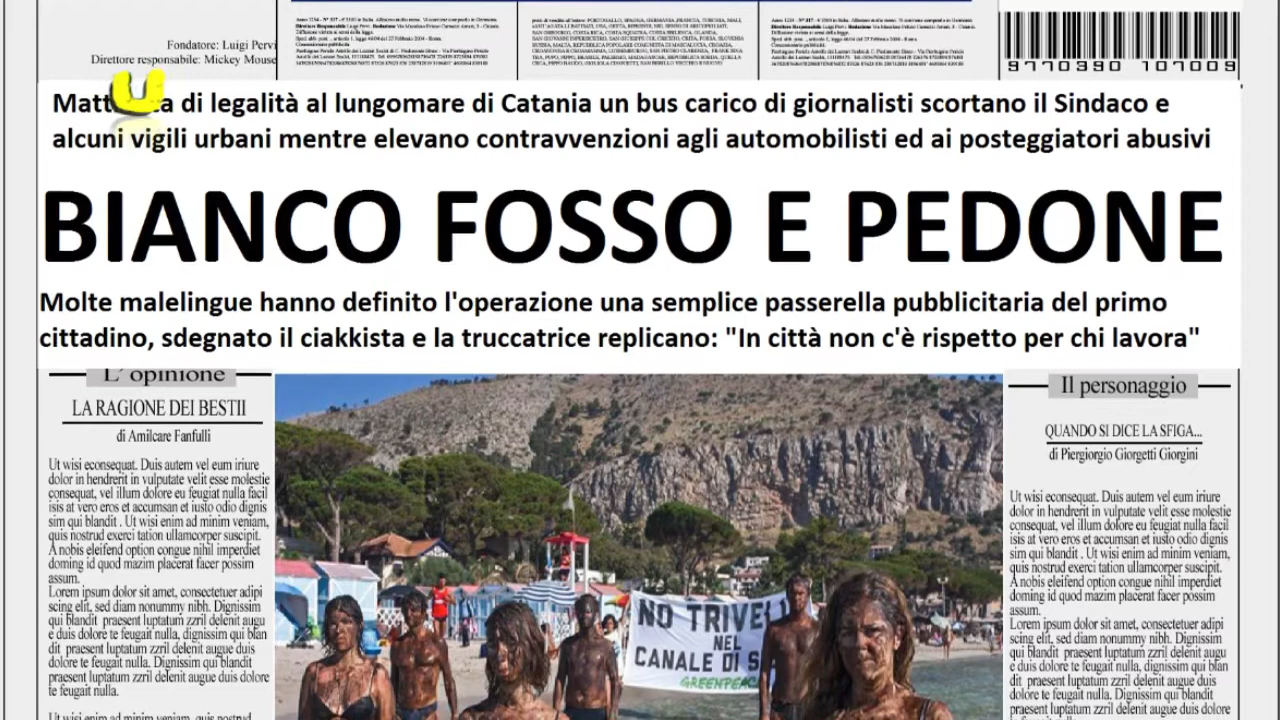 Fondatore: Luigi Pervi
Direttore responsabile: Mickey Mouse
9770390 107009
di legalità al lungomare di Catania un bus carico di giornalisti scortano il Sindaco e
alcuni vigili urbani mentre elevano contravvenzioni agli automobilisti ed ai posteggiatori abusivi
BIANCO FOSSO E PEDONE
Molte malelingue hanno definito l'operazione una semplice passerella pubblicitaria del primo
cittadino, sdegnato il ciakkista e la truccatrice replicano: "In città non c'è rispetto per chi lavora"
L' opinione
LA RAGIONE DEI BESTII
di Amilcare Fanfulli
Ut wisi econsequat. Duis autem vel eum iriure
dolor in hendrerit in vulputate velit esse molestie
consequat, vel illum dolore eu feugiat nulla facil
isis at vero eros et accumsan et iusto odio dignis
sim qui blandit . Ut wisi enim ad minim veniam,
quis nostrud exerci tation ullamcorper suscipit.
A nobis eleifend option congue nihil imperdiet
doming id quod mazim placerat facer possim
assum.
Lorem ipsum dolor sit amet, consectetuer adipi
scing elit, sed diam nonummy nibh. Dignissim
qui blandit praesent luptatum zzril delenit augu
e duis dolore te feugait nulla, dignissim qui blan
dit praesent luptatum zzril delenit augue duis
dolore te feugait nulla. Dignissim qui blandit
praesent luptatum zzril delenit augue duis dolore
te feugait nulla.
Ut wisi enim ad minim veniam, quis nostrud
NO TRIVE
NEL
CANALE DI S
GREENPEAC
Il personaggio
QUANDO SI DICE LA SFIGA...
di Piergiorgio Giorgetti Giorgini
Ut wisi econsequat. Duis autem vel eum iriure
dolor in hendrerit in vulputate velit esse molestie
consequat, vel illum dolore eu feugiat nulla facil
isis at vero eros et accumsan et iusto odio dignis
sim qui blandit . Ut wisi enim ad minim veniam,
quis nostrud exerci tation ullamcorper suscipit.
A nobis eleifend option congue nihil imperdiet
doming id quod mazim placerat facer possim
assum.
Lorem ipsum dolor sit amet, consectetuer adipi
scing elit, sed diam nonummy nibh. Dignissim
qui blandit praesent luptatum zzril delenit augu
e duis dolore te feugait nulla, dignissim qui blan
dit praesent luptatum zzril delenit augue duis
dolore te feugait nulla. Dignissim qui blandit
praesent luptatum zzril delenit augue duis dolore